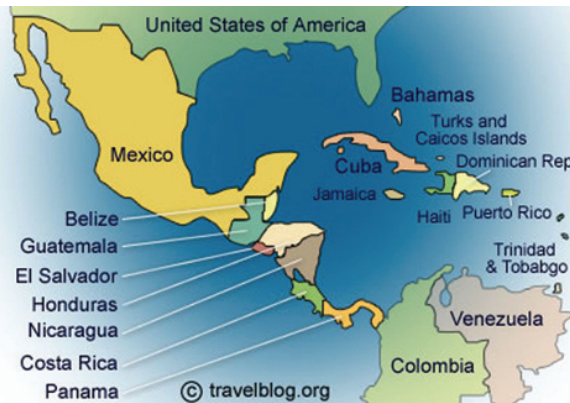 United States of America
Bahamas
Turks and
Caicos Islands
Mexico
Cuba
Dominican Rep
Jamaica
Haiti
Puerto Rico
Belize
Guatemala
El Salvador
Honduras
Nicaragua
Costa Rica
Panama
Trinidad
& Tobabgo
Venezuela
Colombia
© travelblog.org